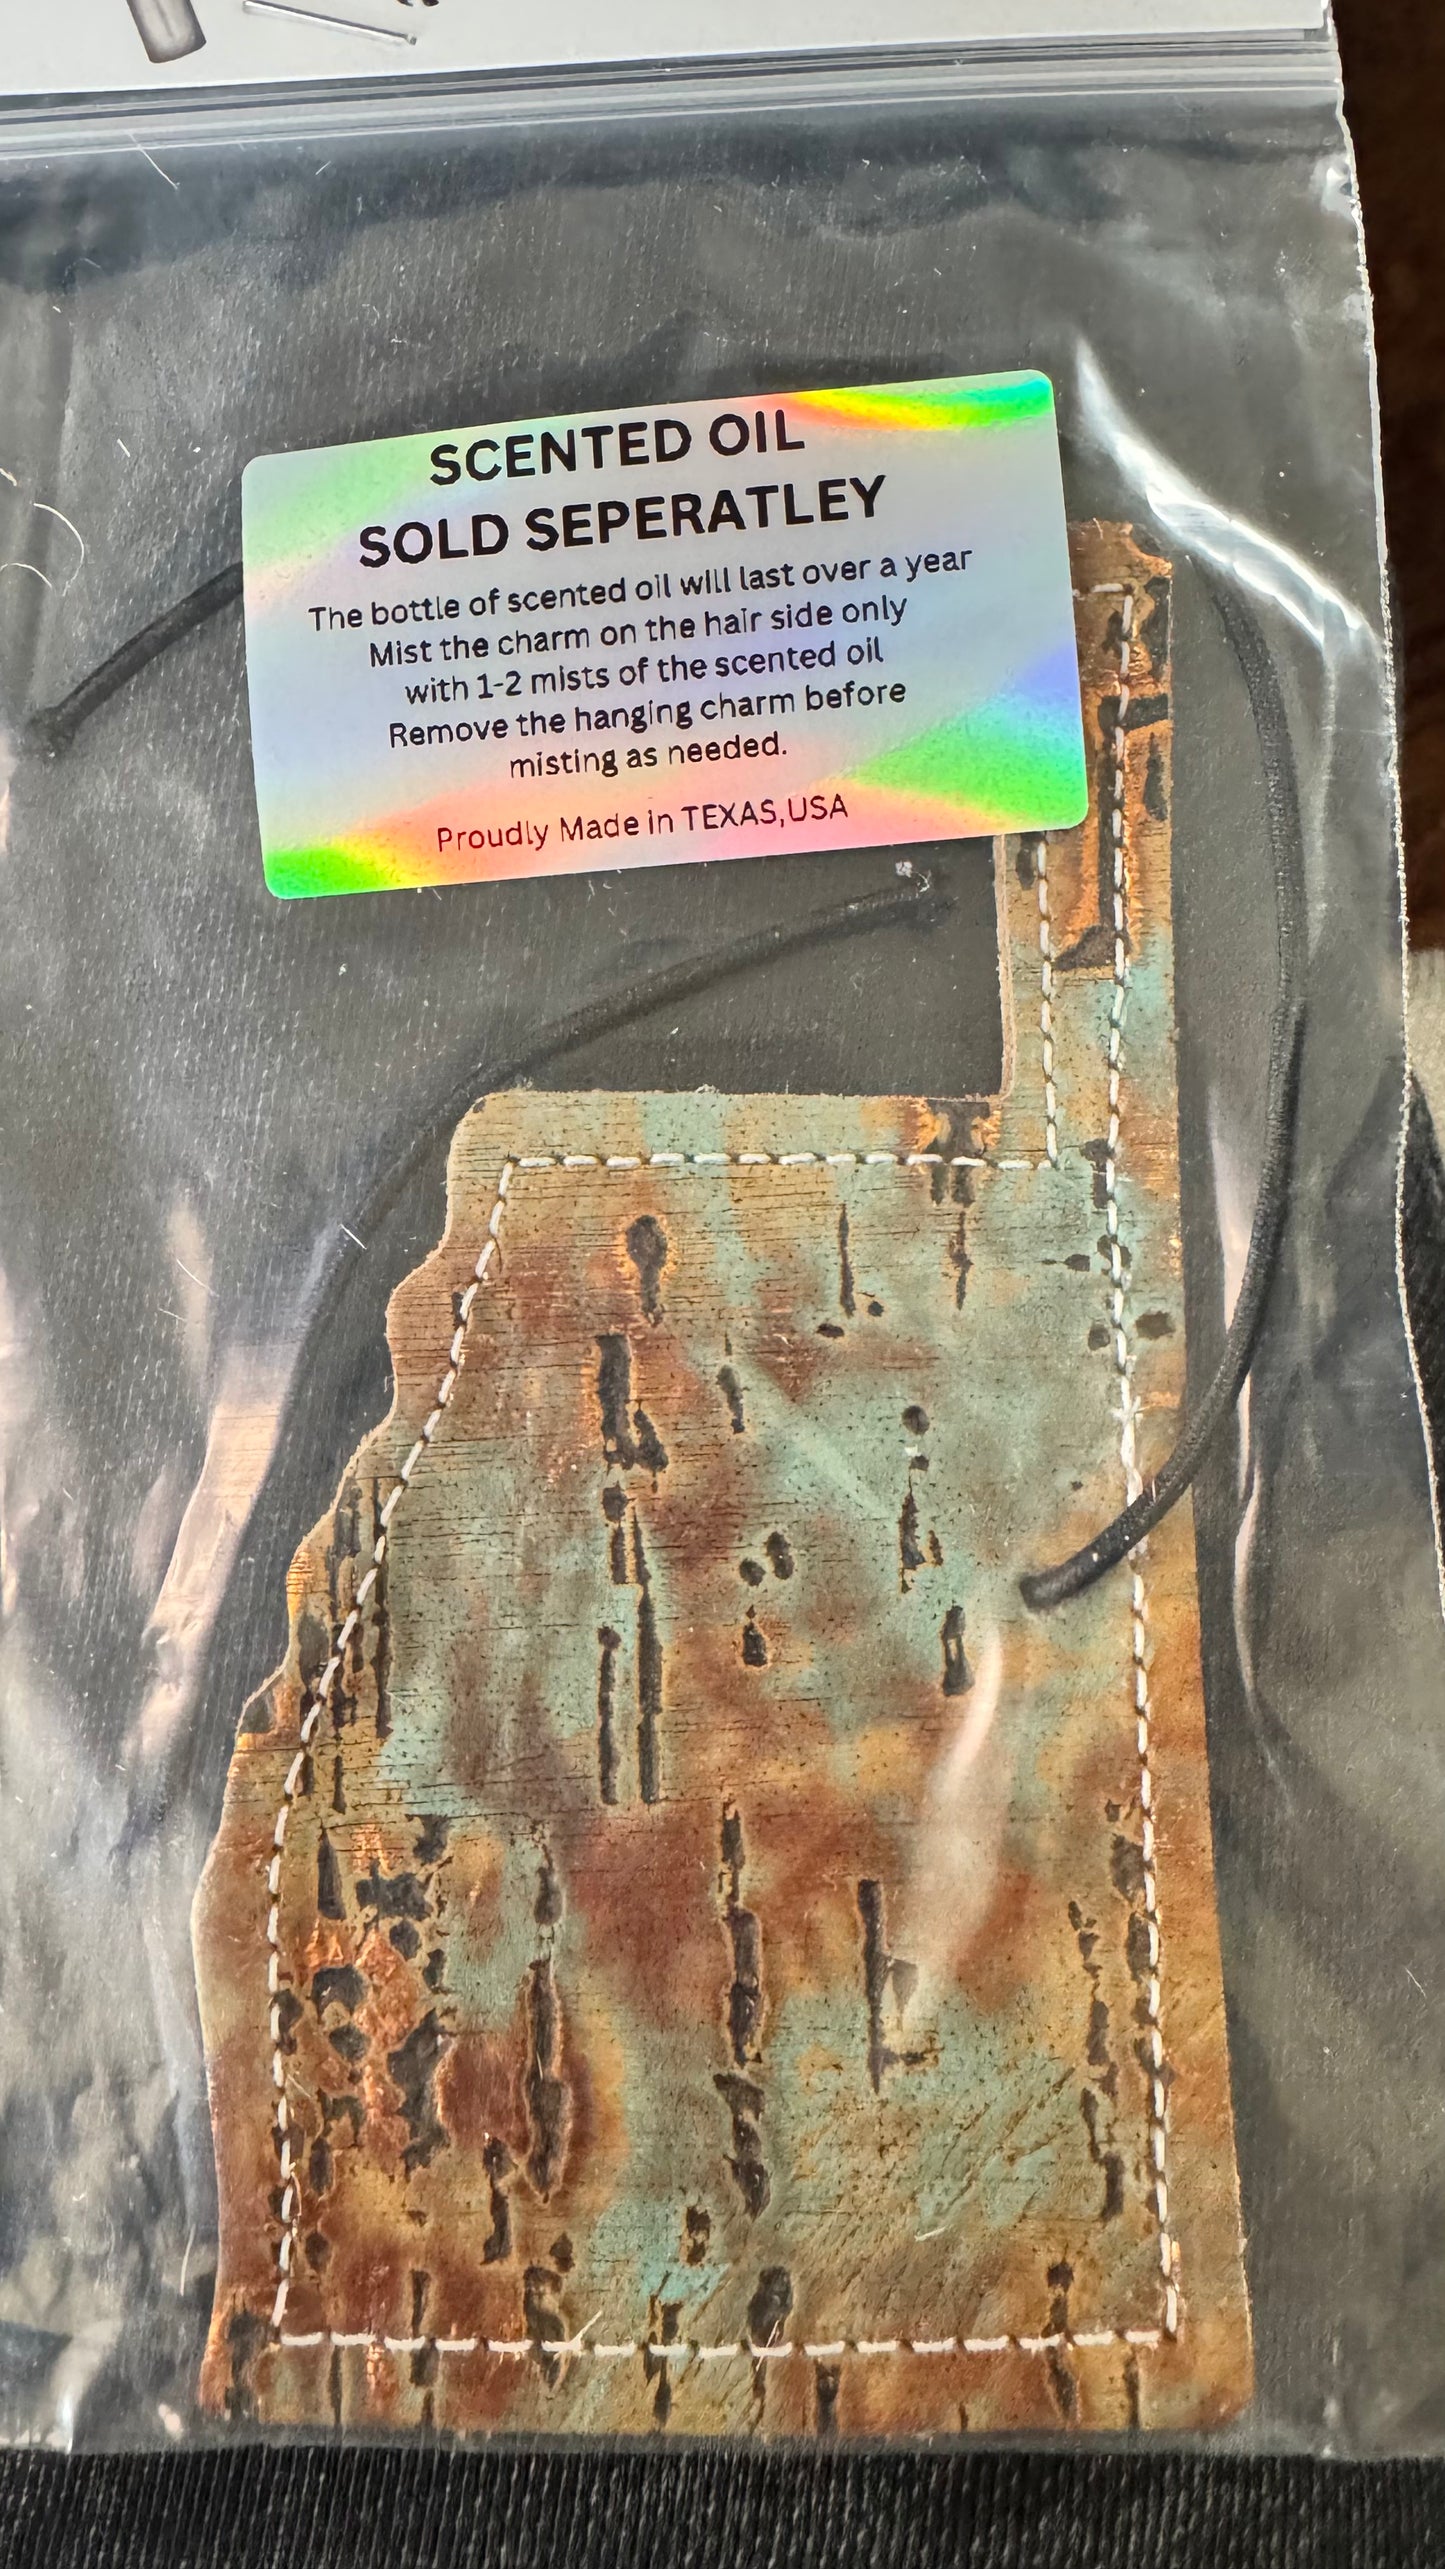 SCENTED OIL
SOLD SEPERATLEY
The bottle of scented oil will last over a year
Mist the charm on the hair side only
with 1-2 mists of the scented oil
Remove the hanging charm before
misting as needed.
Proudly Made in TEXAS,USA